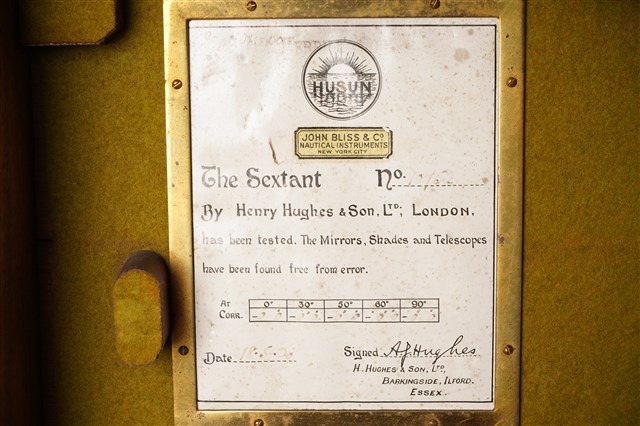 HUSUN
JOHN BLISS & CO
NAUTICAL INSTRUMENTS
NEW YORK CITY
The Sextant No.
By Henry Hughes & Son, LTD; LONDON.
has been tested. The Mirrors, Shades and Telescopes
have been found free from error.
AT 0° 30° 50° 60° 90°
CORR. – – – – –
Date
Signed A.J. Hughes
H. HUGHES & SON, LTD,
BARKINGSIDE, ILFORD,
ESSEX.